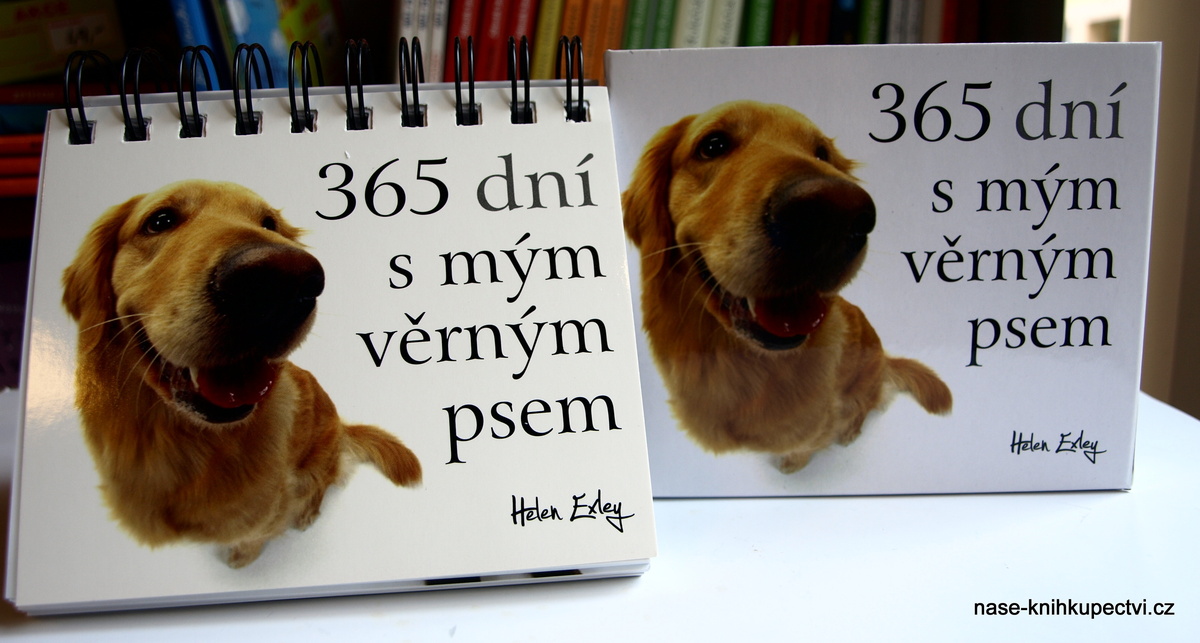 365 dní
s mým
věrným
psem
Helen Exley
365 dní
s mým
věrným
psem
Helen Exley
nase-knihkupectvi.cz